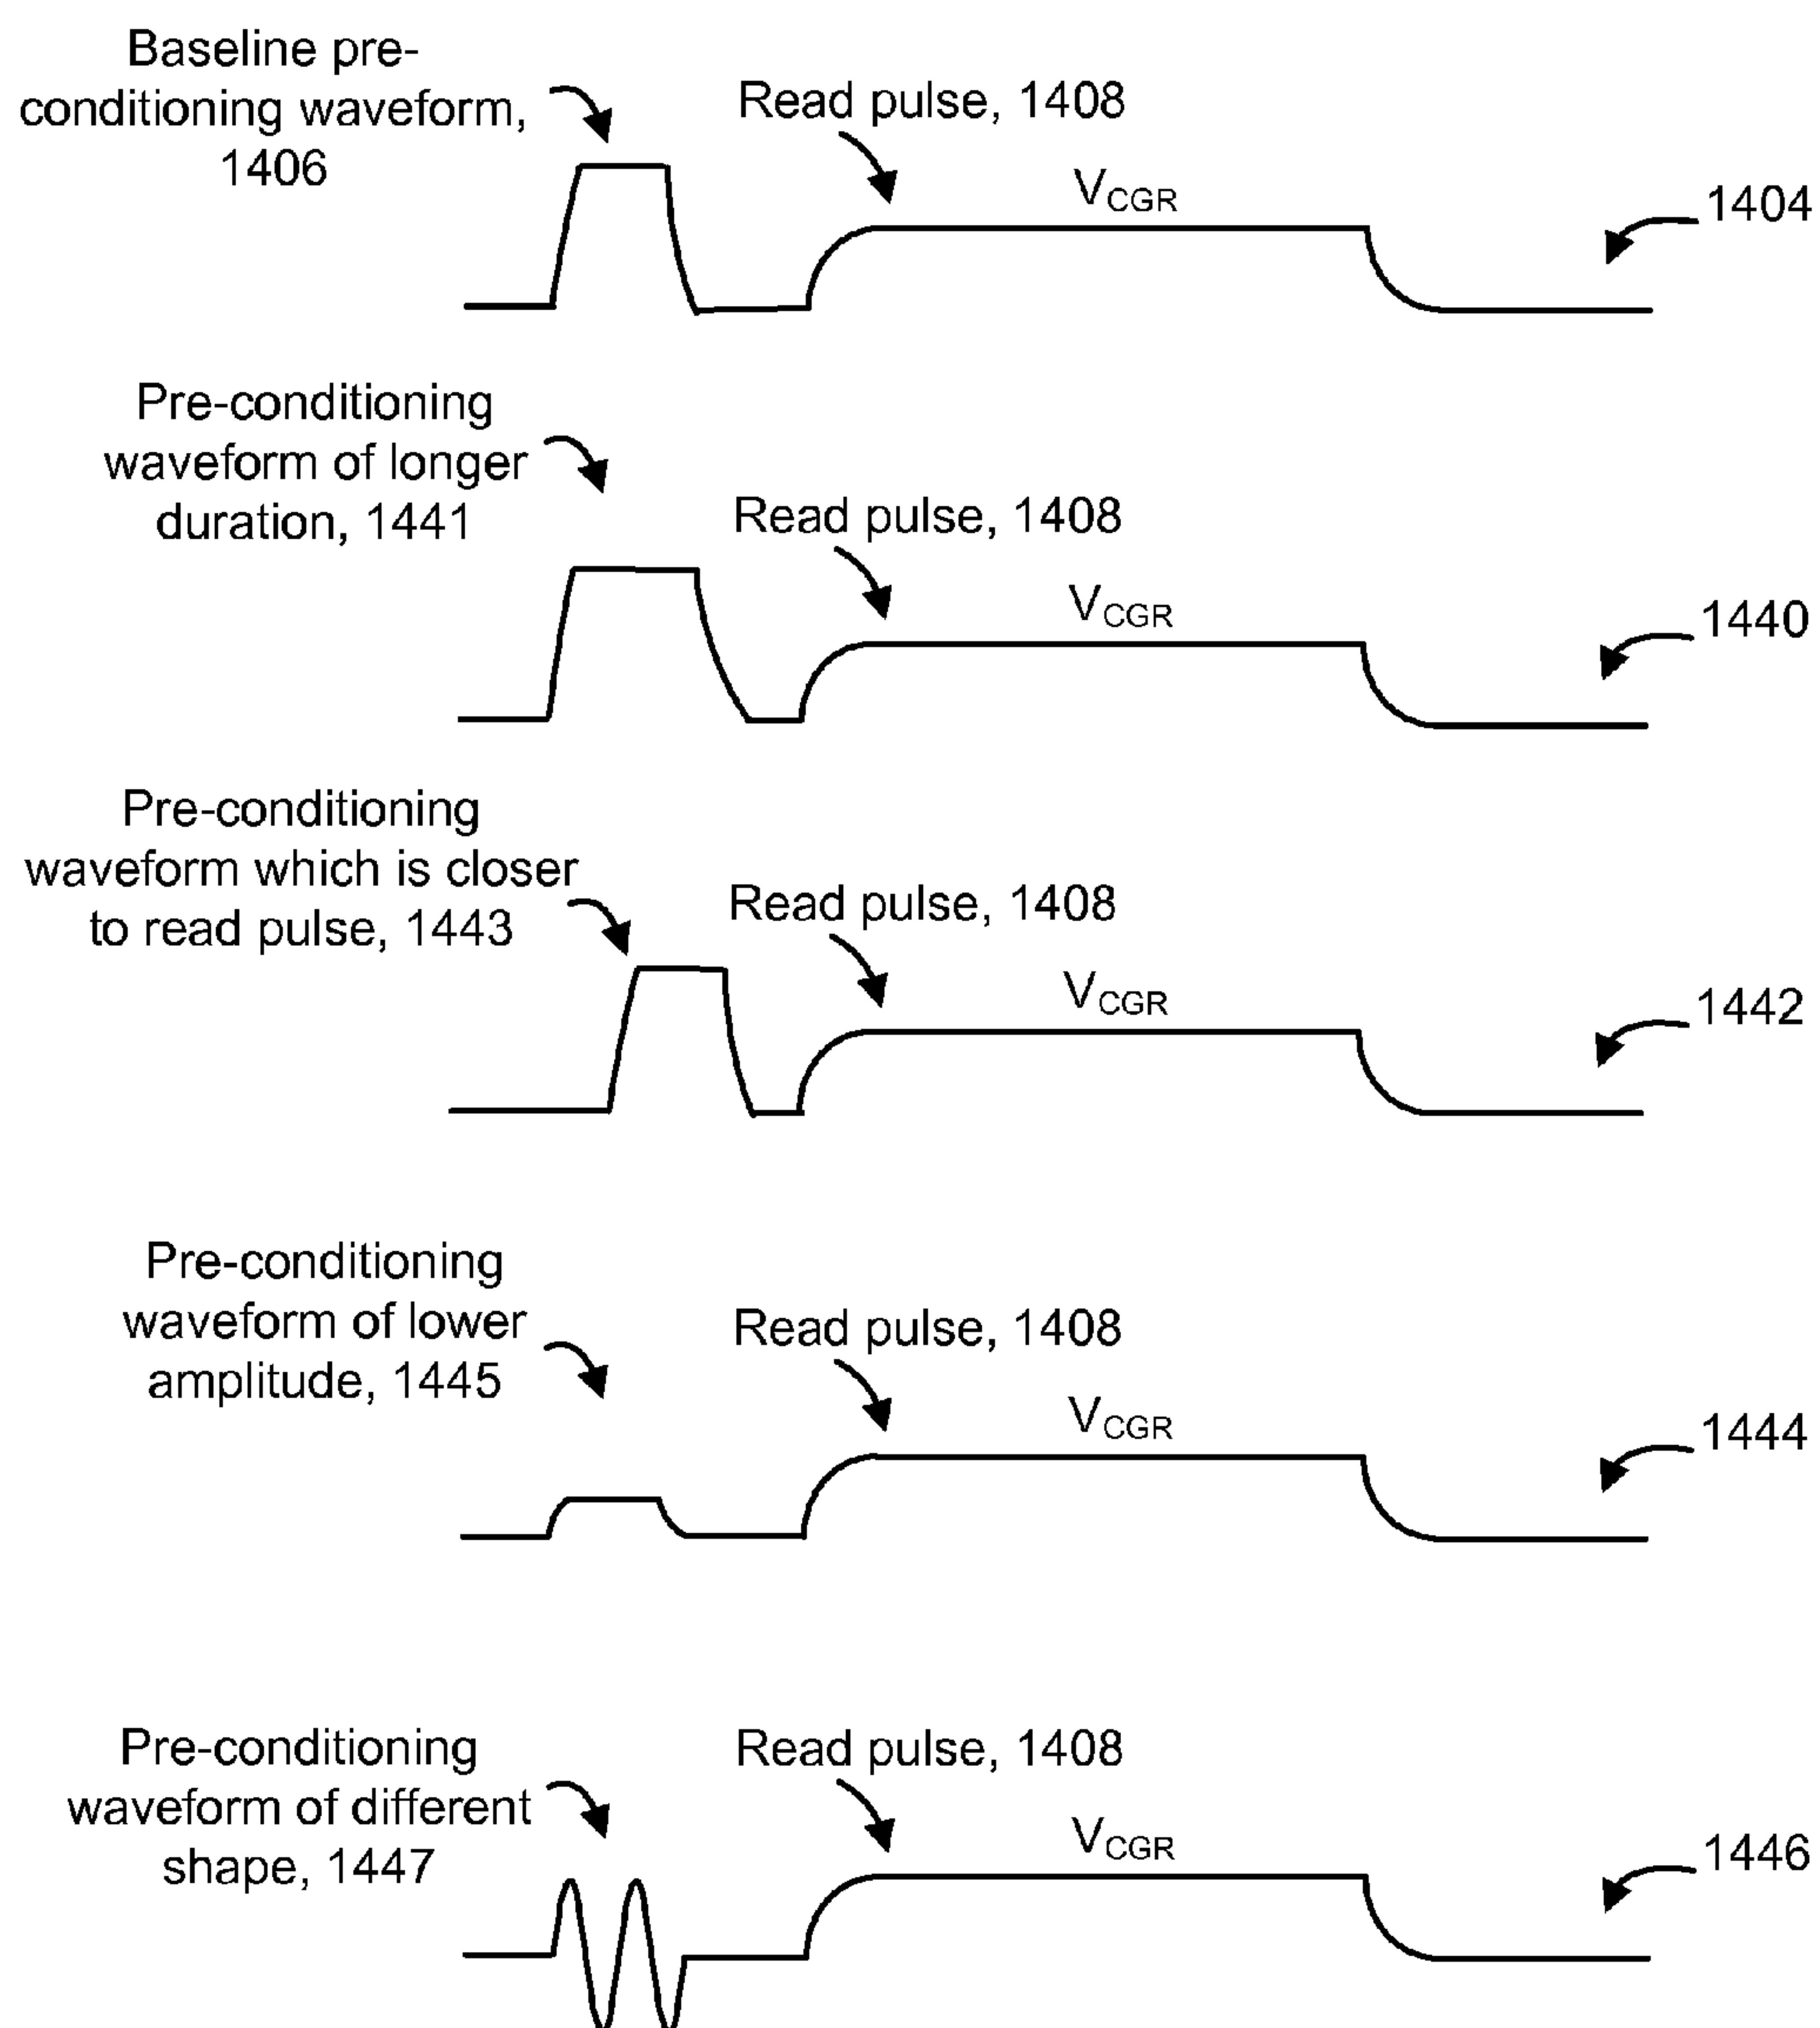 Baseline pre-
conditioning waveform,
1406
Read pulse, 1408
VCGR
1404
Pre-conditioning
waveform of longer
duration, 1441
Read pulse, 1408
VCGR
1440
Pre-conditioning
waveform which is closer
to read pulse, 1443
Read pulse, 1408
VCGR
1442
Pre-conditioning
waveform of lower
amplitude, 1445
Read pulse, 1408
VCGR
1444
Pre-conditioning
waveform of different
shape, 1447
Read pulse, 1408
VCGR
1446